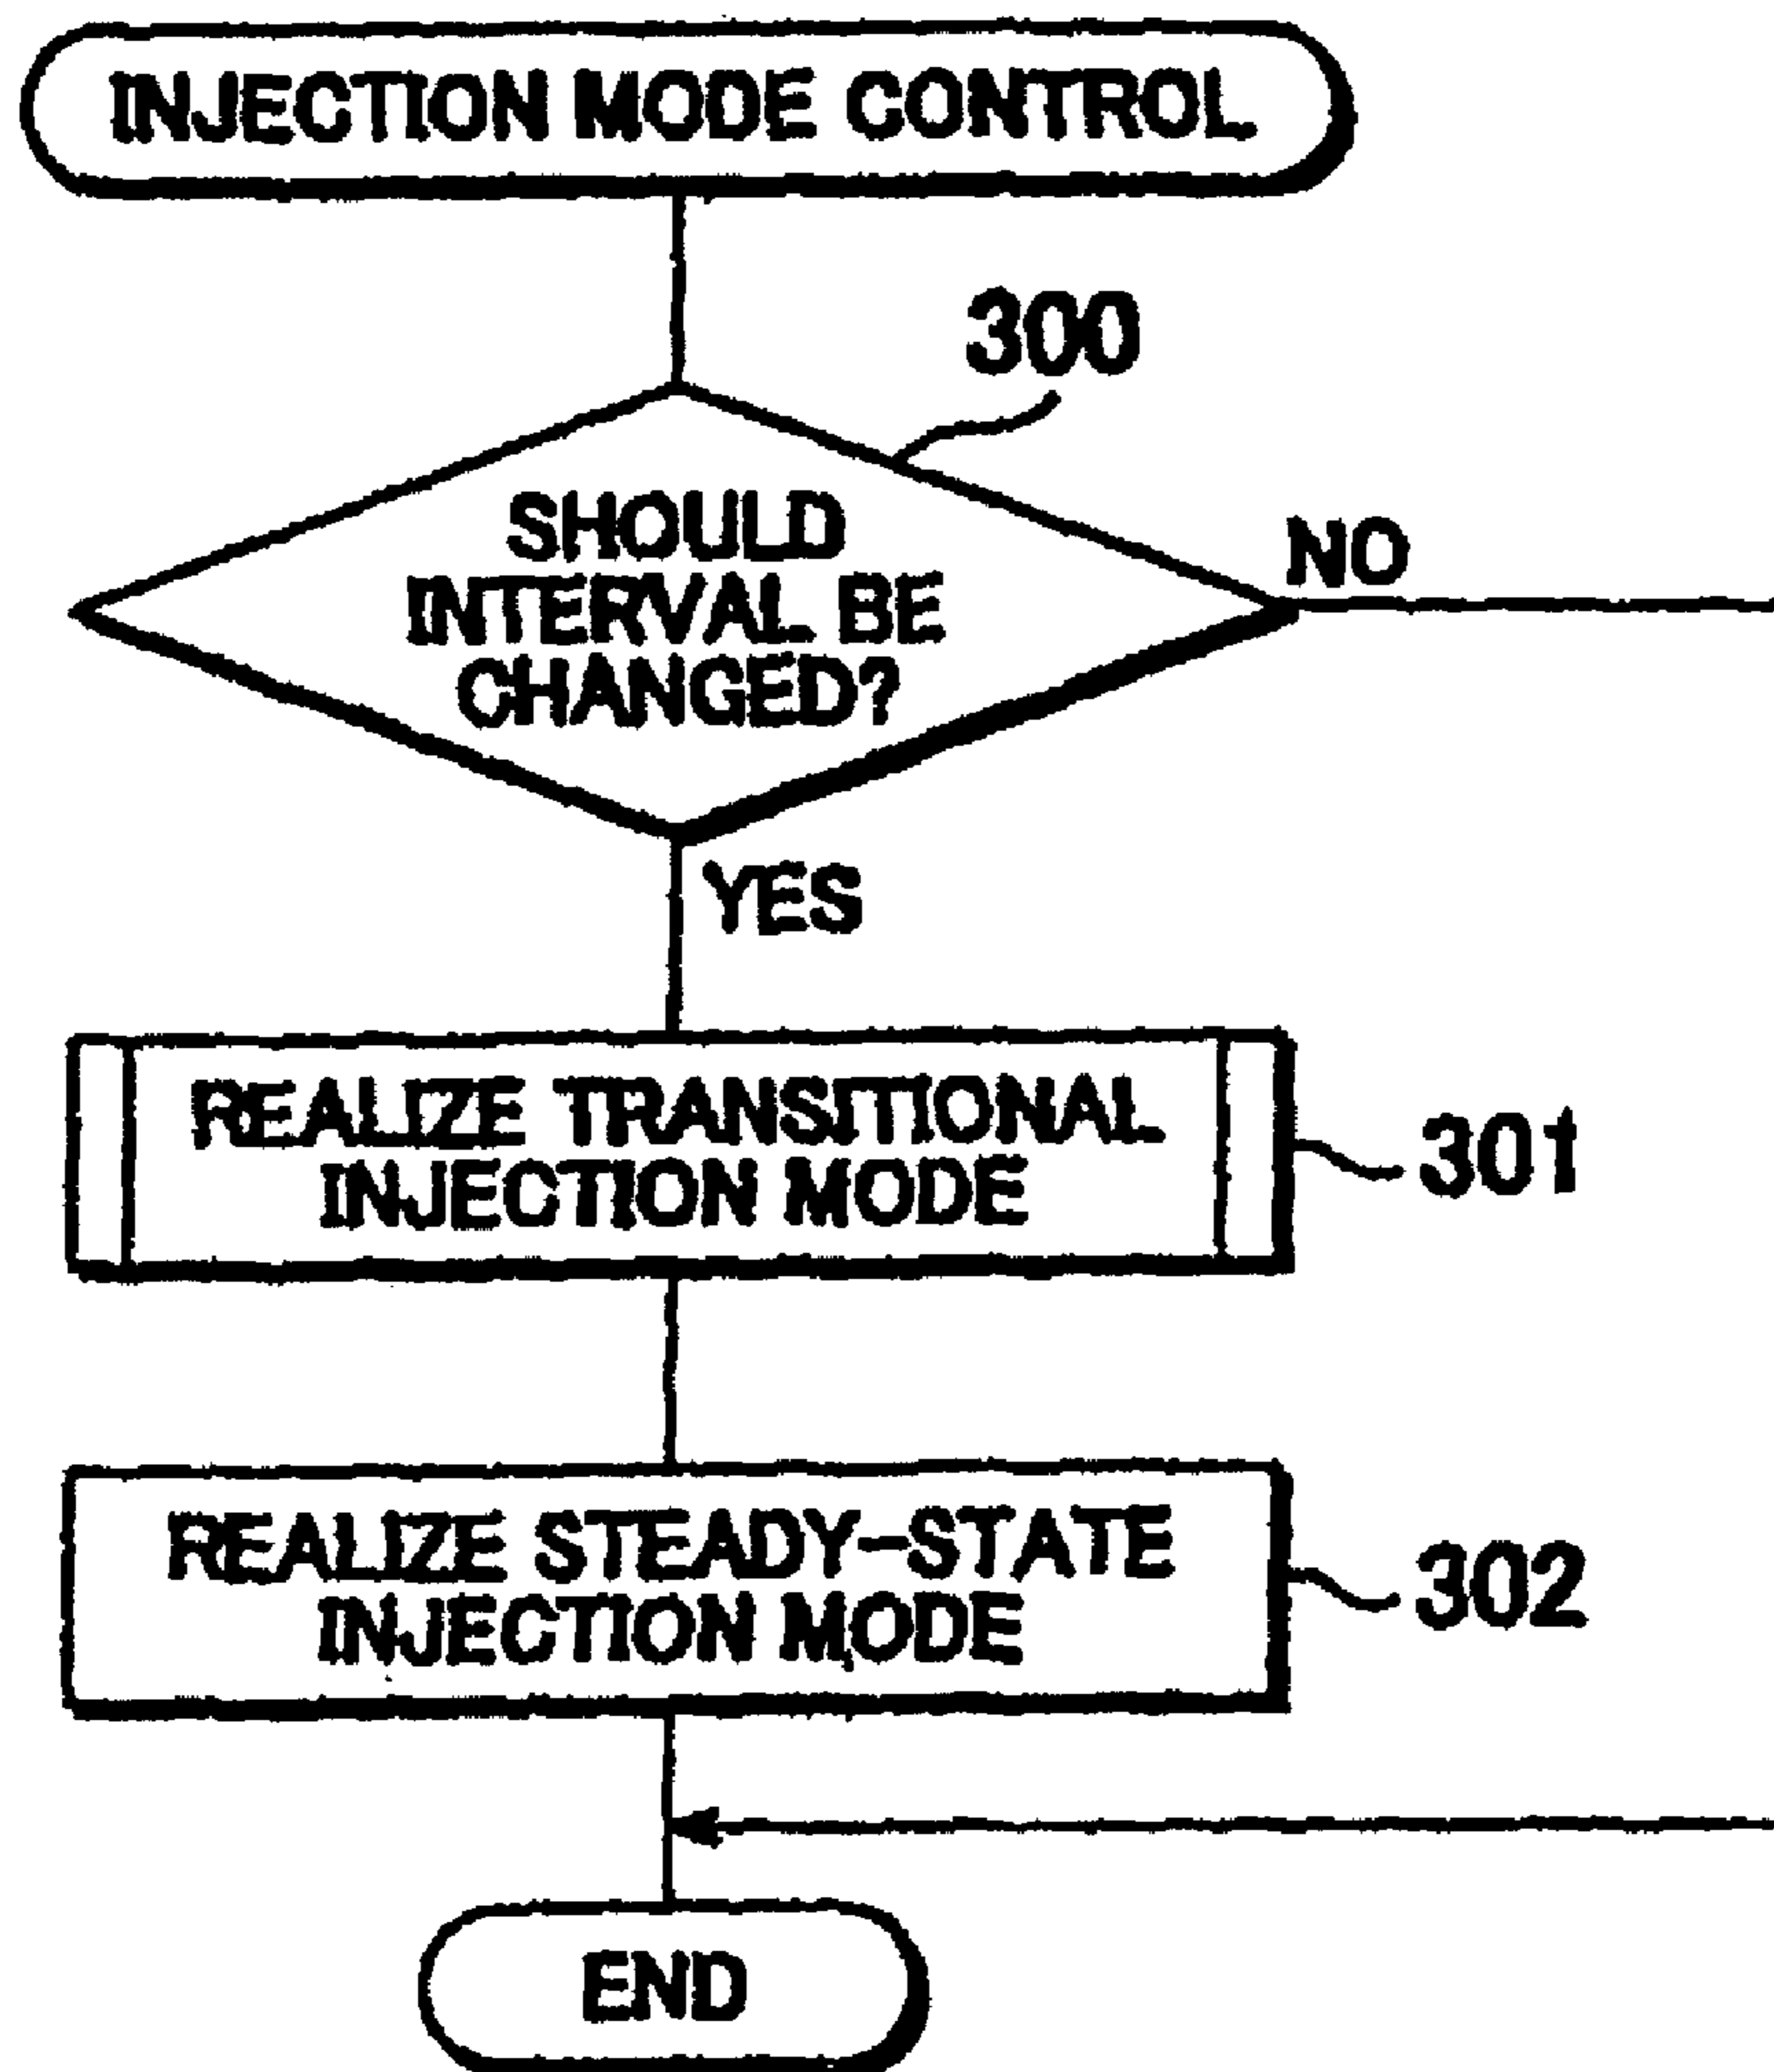 INJECTION MODE CONTROL
300
SHOULD
INTERVAL BE
CHANGED?
NO
YES
REALIZE TRANSITIONAL
INJECTION MODE
301
REALIZE STEADY-STATE
INJECTION MODE
302
END